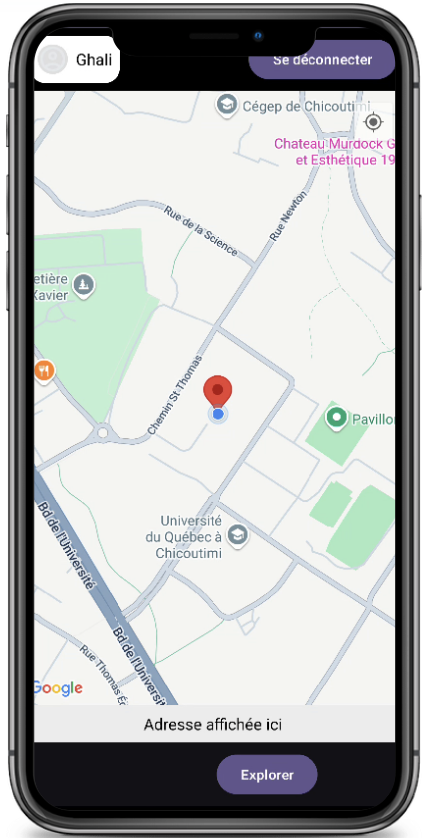 Ghali
Se déconnecter
Cégep de Chicoutimi
Chateau Murdock G
et Esthétique 19
Rue de la Science
Rue Newton
etière
Xavier
Chemin St-Thomas
Pavillo
Université
du Québec à
Chicoutimi
Bd de l'Université
Bd de l'Universit
Rue Thomas É
Google
Adresse affichée ici
Explorer